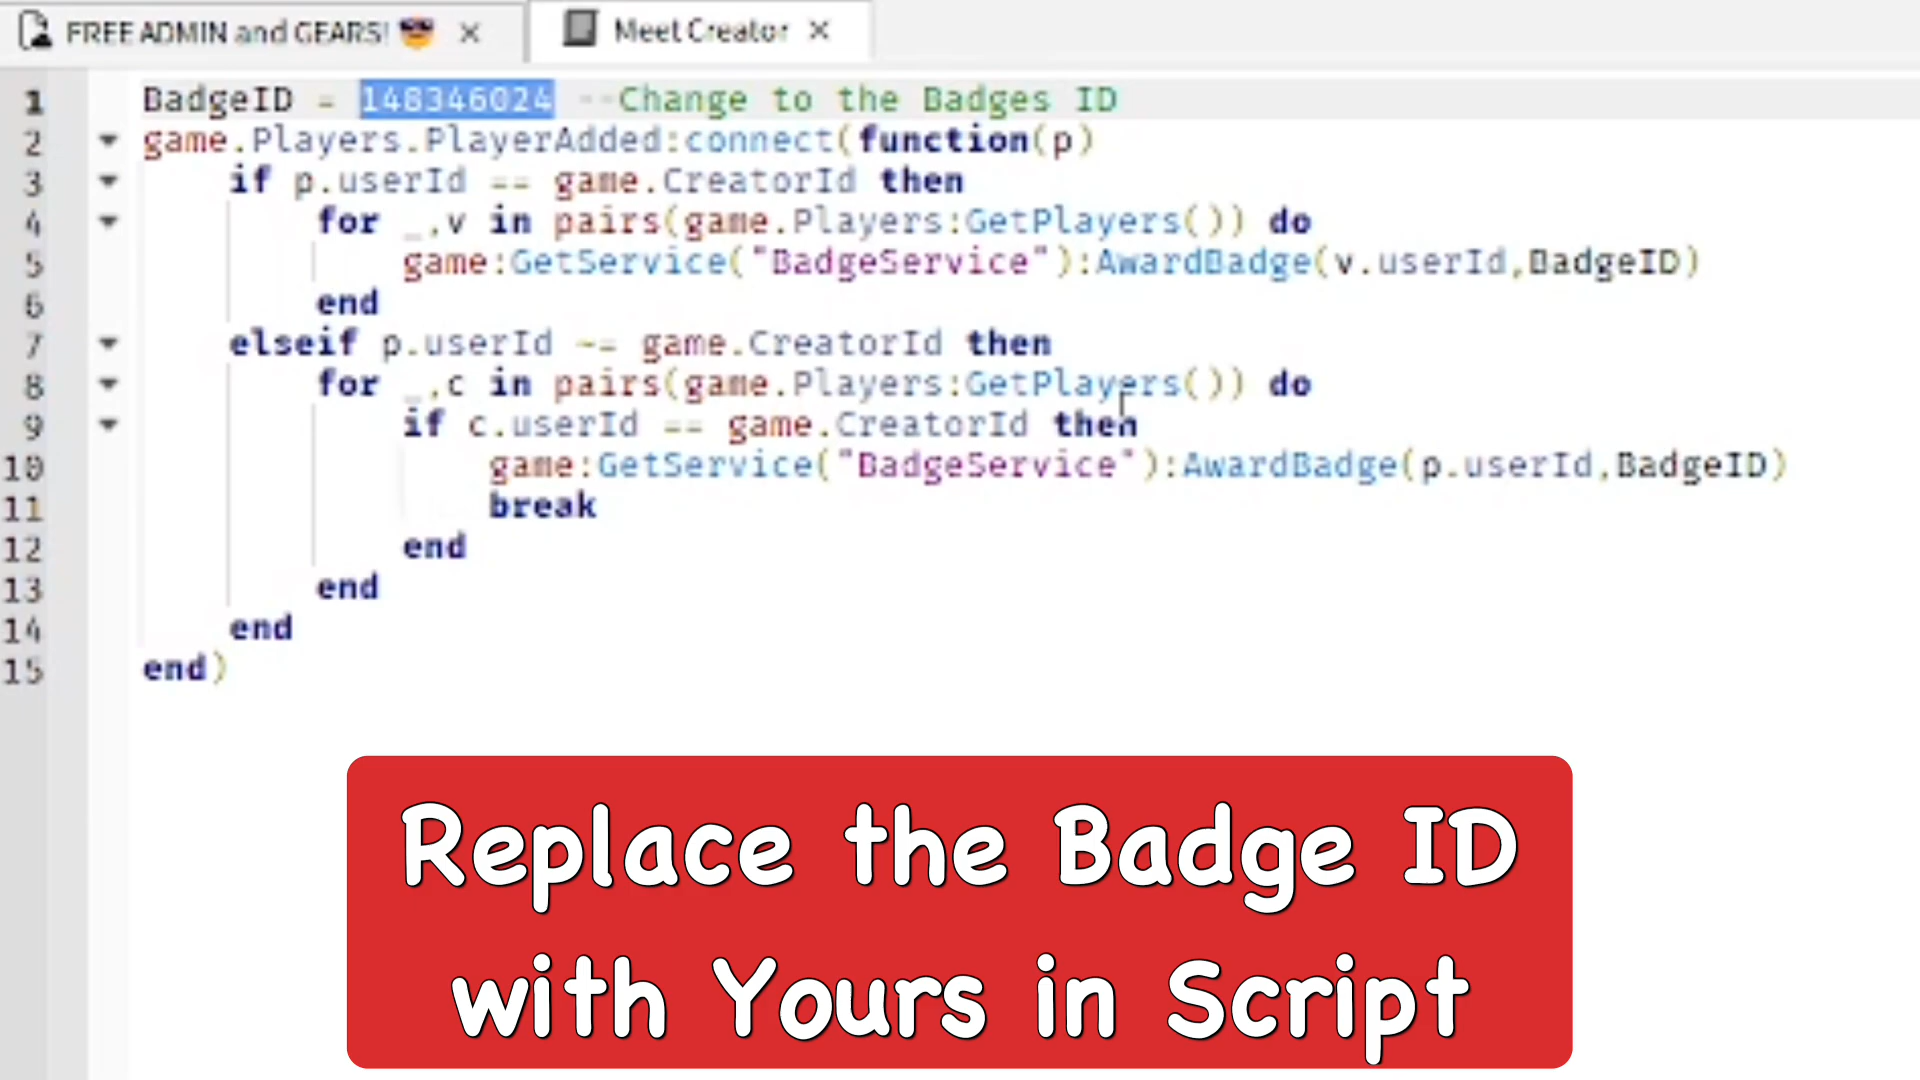 FREE ADMIN and GEARS! 😎 × Meet Creator ×
1 BadgeID = 148346024 --Change to the Badges ID
2 game.Players.PlayerAdded:connect(function(p)
3 if p.userId == game.CreatorId then
4 for _,v in pairs(game.Players:GetPlayers()) do
5 game:GetService("BadgeService"):AwardBadge(v.userId,BadgeID)
6 end
7 elseif p.userId ~= game.CreatorId then
8 for _,c in pairs(game.Players:GetPlayers()) do
9 if c.userId == game.CreatorId then
10 game:GetService("BadgeService"):AwardBadge(p.userId,BadgeID)
11 break
12 end
13 end
14 end
15 end)
Replace the Badge ID
with Yours in Script